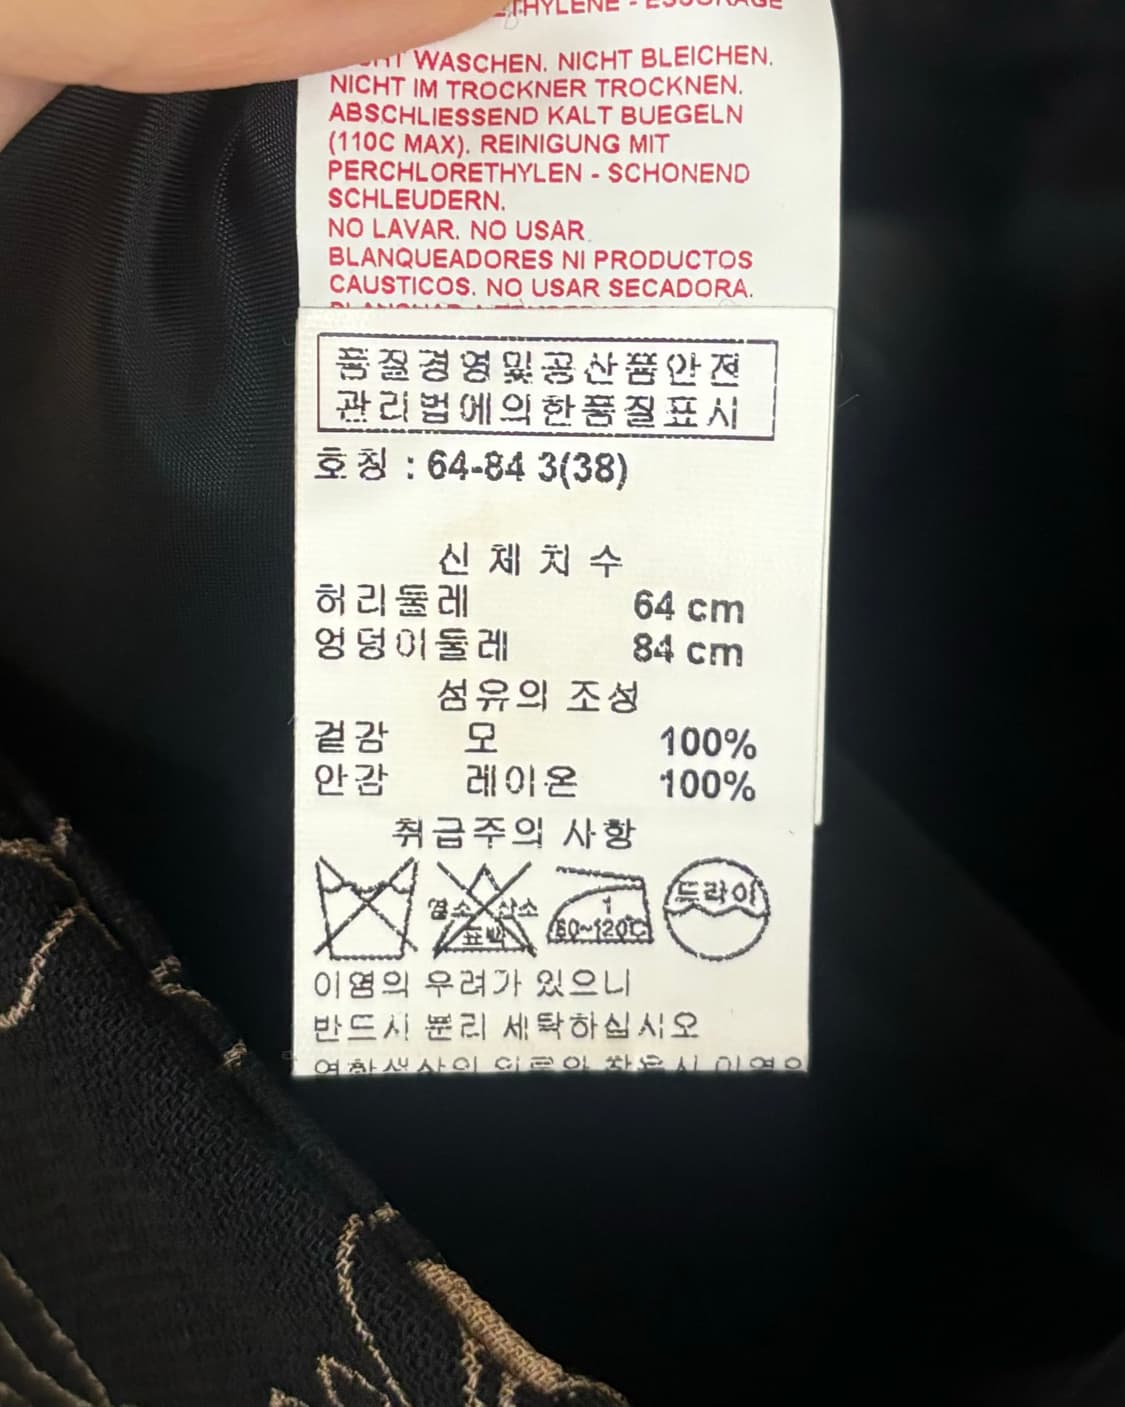 WASCHEN. NICHT BLEICHEN.
NICHT IM TROCKNER TROCKNEN.
ABSCHLIESSEND KALT BUEGELN
(110C MAX). REINIGUNG MIT
PERCHLORETHYLEN - SCHONEND
SCHLEUDERN.
NO LAVAR. NO USAR
BLANQUEADORES NI PRODUCTOS
CAUSTICOS. NO USAR SECADORA.
품질경영및공산품안전
관리법에의한품질표시
호칭 : 64-84 3(38)
신체치수
허리둘레 64 cm
엉덩이둘레 84 cm
섬유의 조성
겉감 모 100%
안감 레이온 100%
취급주의 사항
염소 산소
표백
1
80~120℃
드라이
이염의 우려가 있으니
반드시 분리 세탁하십시오